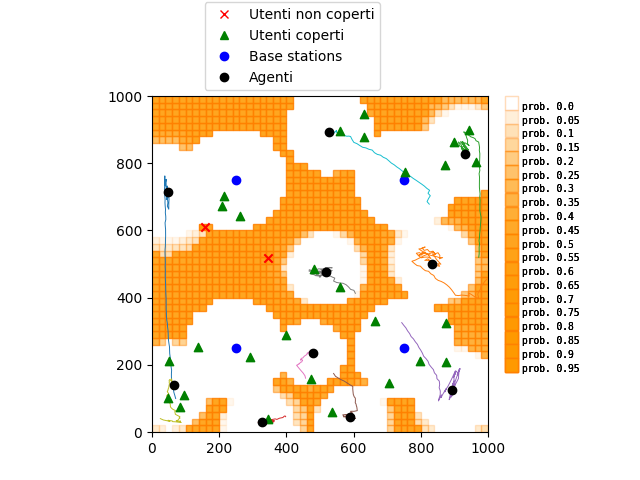 Utenti non coperti
Utenti coperti
Base stations
Agenti
1000
800
600
400
200
0
0
200
400
600
800
1000
prob. 0.0
prob. 0.05
prob. 0.1
prob. 0.15
prob. 0.2
prob. 0.25
prob. 0.3
prob. 0.35
prob. 0.4
prob. 0.45
prob. 0.5
prob. 0.55
prob. 0.6
prob. 0.65
prob. 0.7
prob. 0.75
prob. 0.8
prob. 0.85
prob. 0.9
prob. 0.95